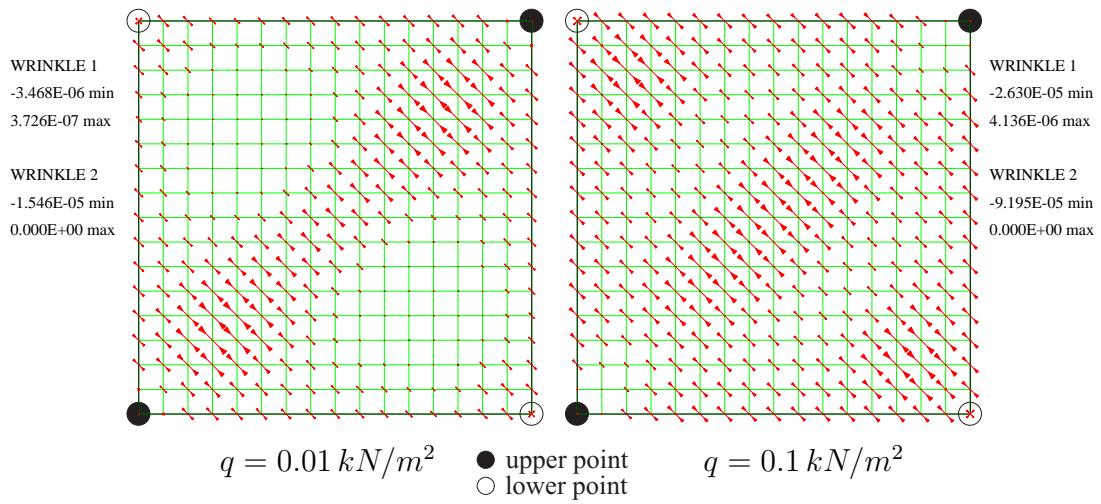 WRINKLE 1
-3.468E-06 min
3.726E-07 max
WRINKLE 2
-1.546E-05 min
0.000E+00 max
WRINKLE 1
-2.630E-05 min
4.136E-06 max
WRINKLE 2
-9.195E-05 min
0.000E+00 max
q = 0.01 kN/m²
upper point
lower point
q = 0.1 kN/m²